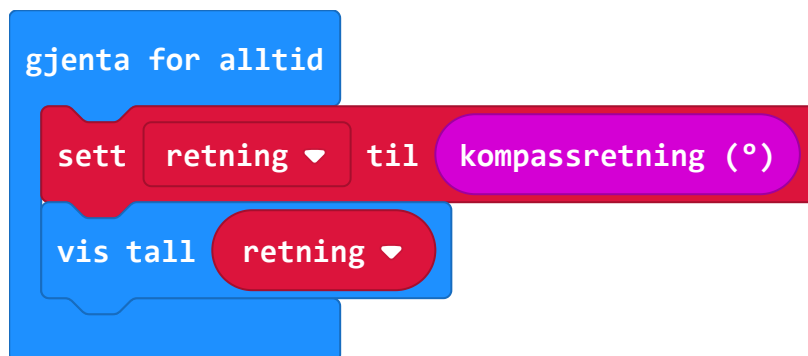 gjenta for alltid
sett retning til kompassretning (°)
vis tall retning